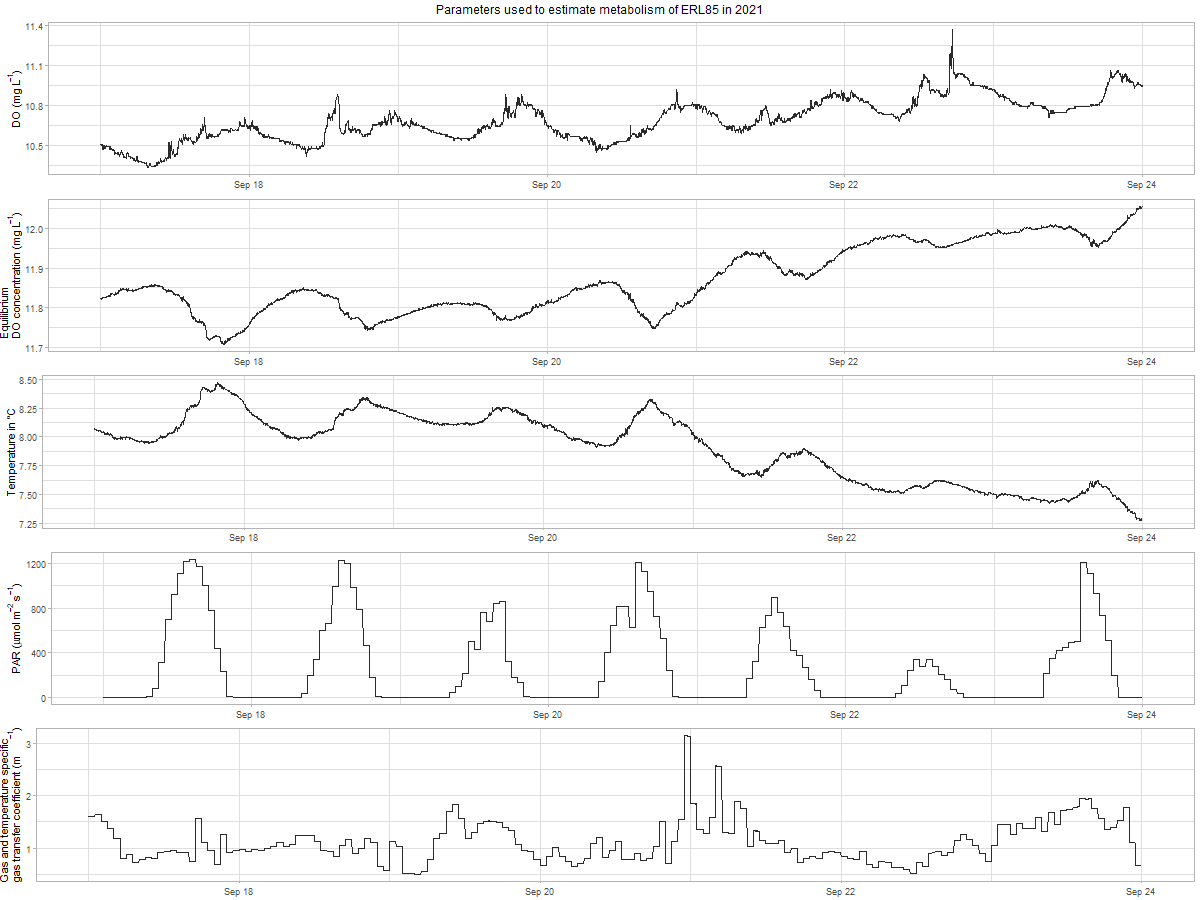 Parameters used to estimate metabolism of ERL85 in 2021
DO (mg L⁻¹)
11.4
11.1
10.8
10.5
Sep 18
Sep 20
Sep 22
Sep 24
Equilibrium
DO concentration (mg L⁻¹)
12.0
11.9
11.8
11.7
Sep 18
Sep 20
Sep 22
Sep 24
Temperature in °C
8.50
8.25
8.00
7.75
7.50
7.25
Sep 18
Sep 20
Sep 22
Sep 24
PAR (umol m⁻² s⁻¹)
1200
800
400
0
Sep 18
Sep 20
Sep 22
Sep 24
Gas and temperature specific
gas transfer coefficient (m⁻¹)
3
2
1
Sep 18
Sep 20
Sep 22
Sep 24